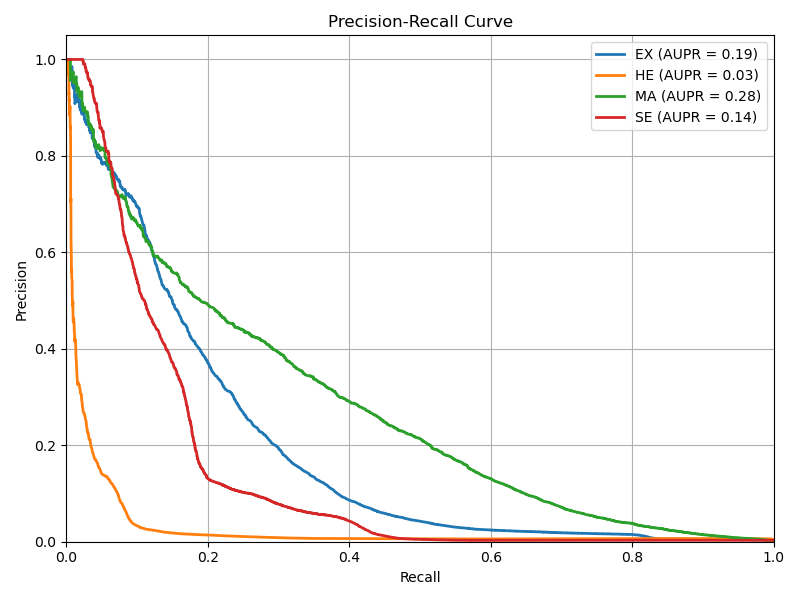 Precision-Recall Curve
EX (AUPR = 0.19)
HE (AUPR = 0.03)
MA (AUPR = 0.28)
SE (AUPR = 0.14)
Precision
1.0
0.8
0.6
0.4
0.2
0.0
0.0 0.2 0.4 0.6 0.8 1.0
Recall